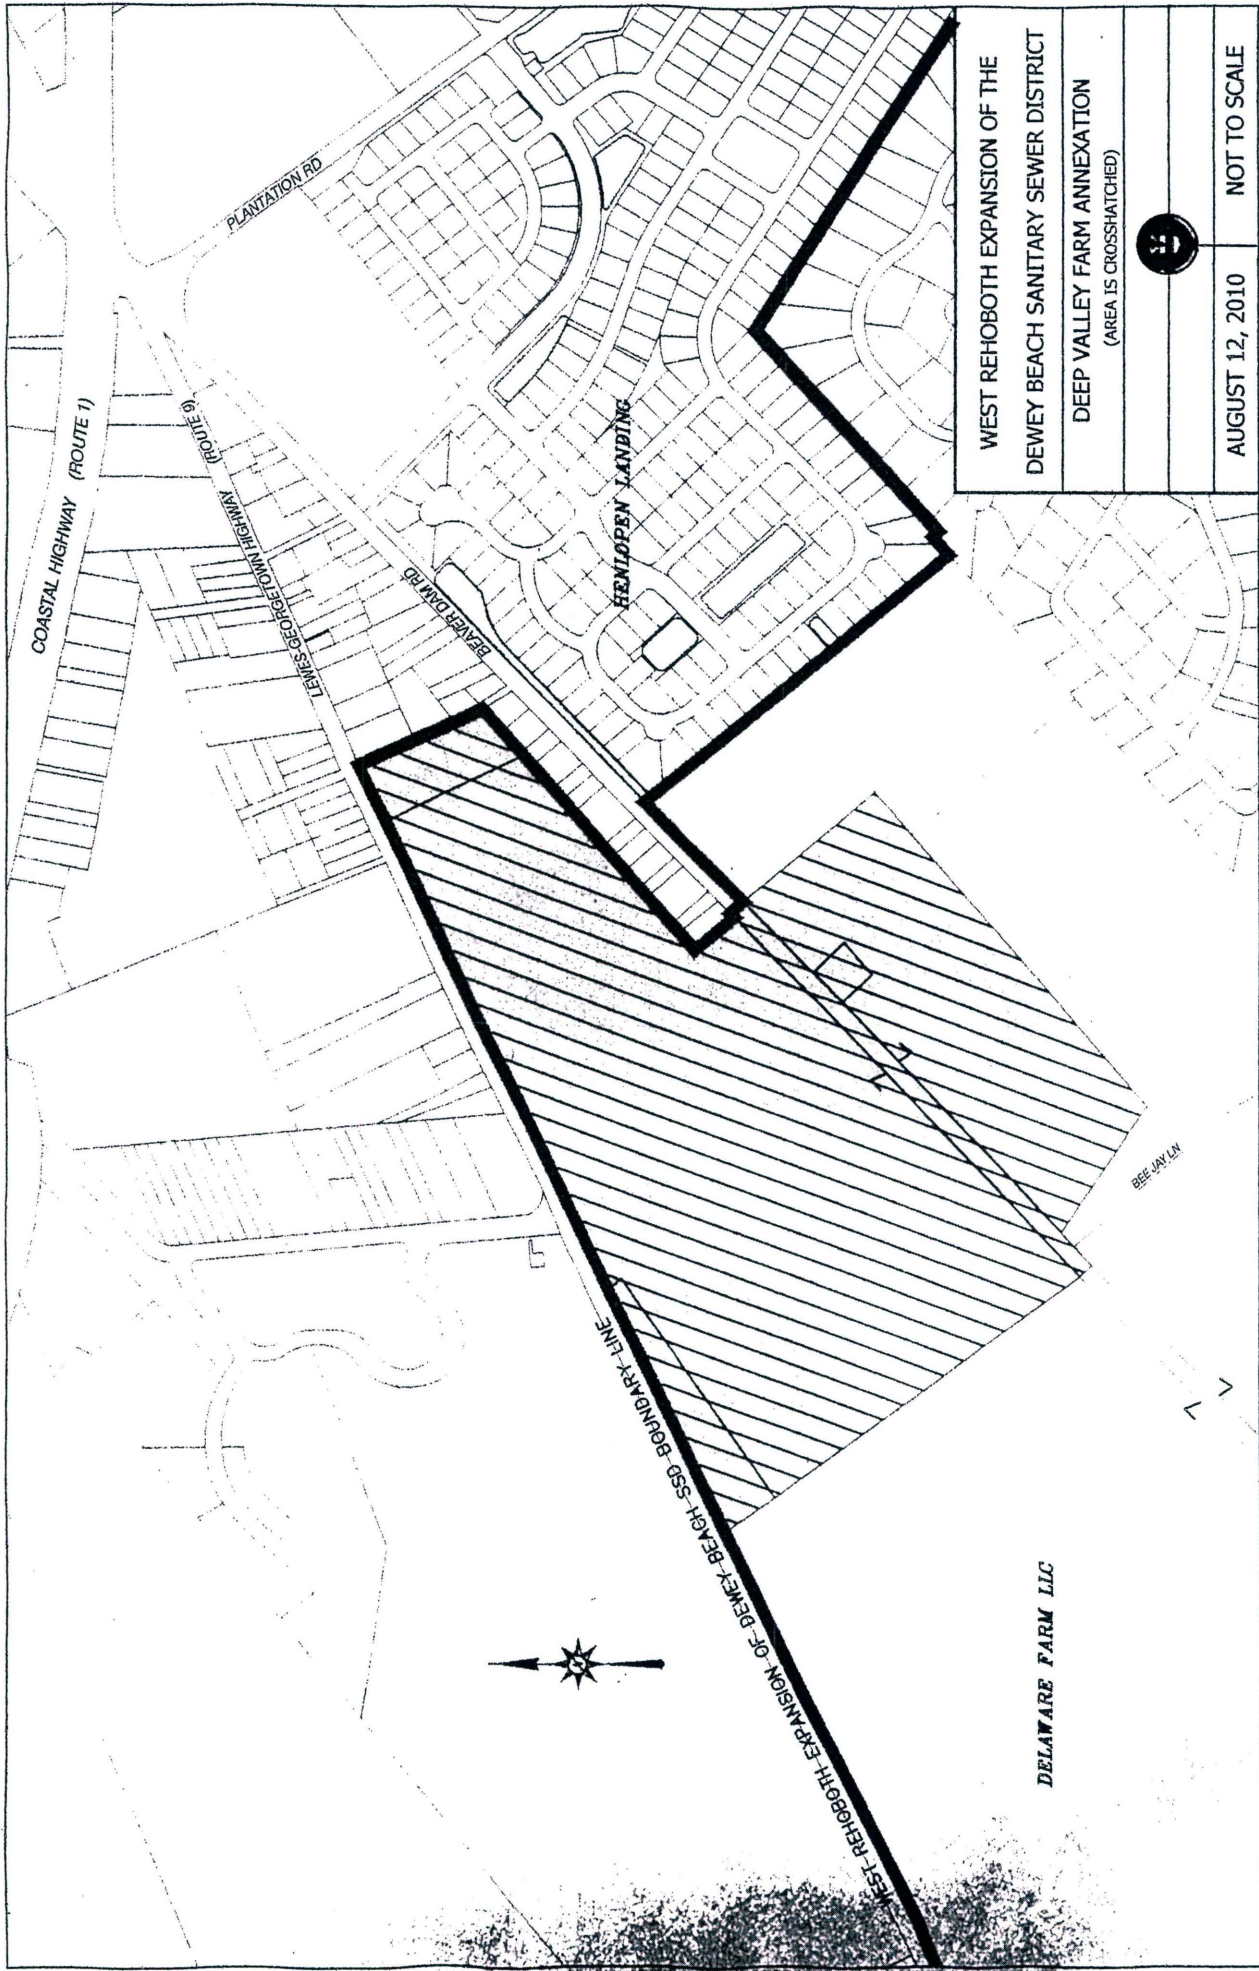 COASTAL HIGHWAY (ROUTE 1)
PLANTATION RD
LEWES-GEORGETOWN HIGHWAY (ROUTE 9)
BEAVER DAM RD
HENLOPEN LANDING
WEST REHOBOTH EXPANSION OF DEWEY BEACH SSD BOUNDARY LINE
BEE JAY LN
DELAWARE FARM LLC
WEST REHOBOTH EXPANSION OF THE
DEWEY BEACH SANITARY SEWER DISTRICT
DEEP VALLEY FARM ANNEXATION
(AREA IS CROSSHATCHED)
AUGUST 12, 2010
NOT TO SCALE